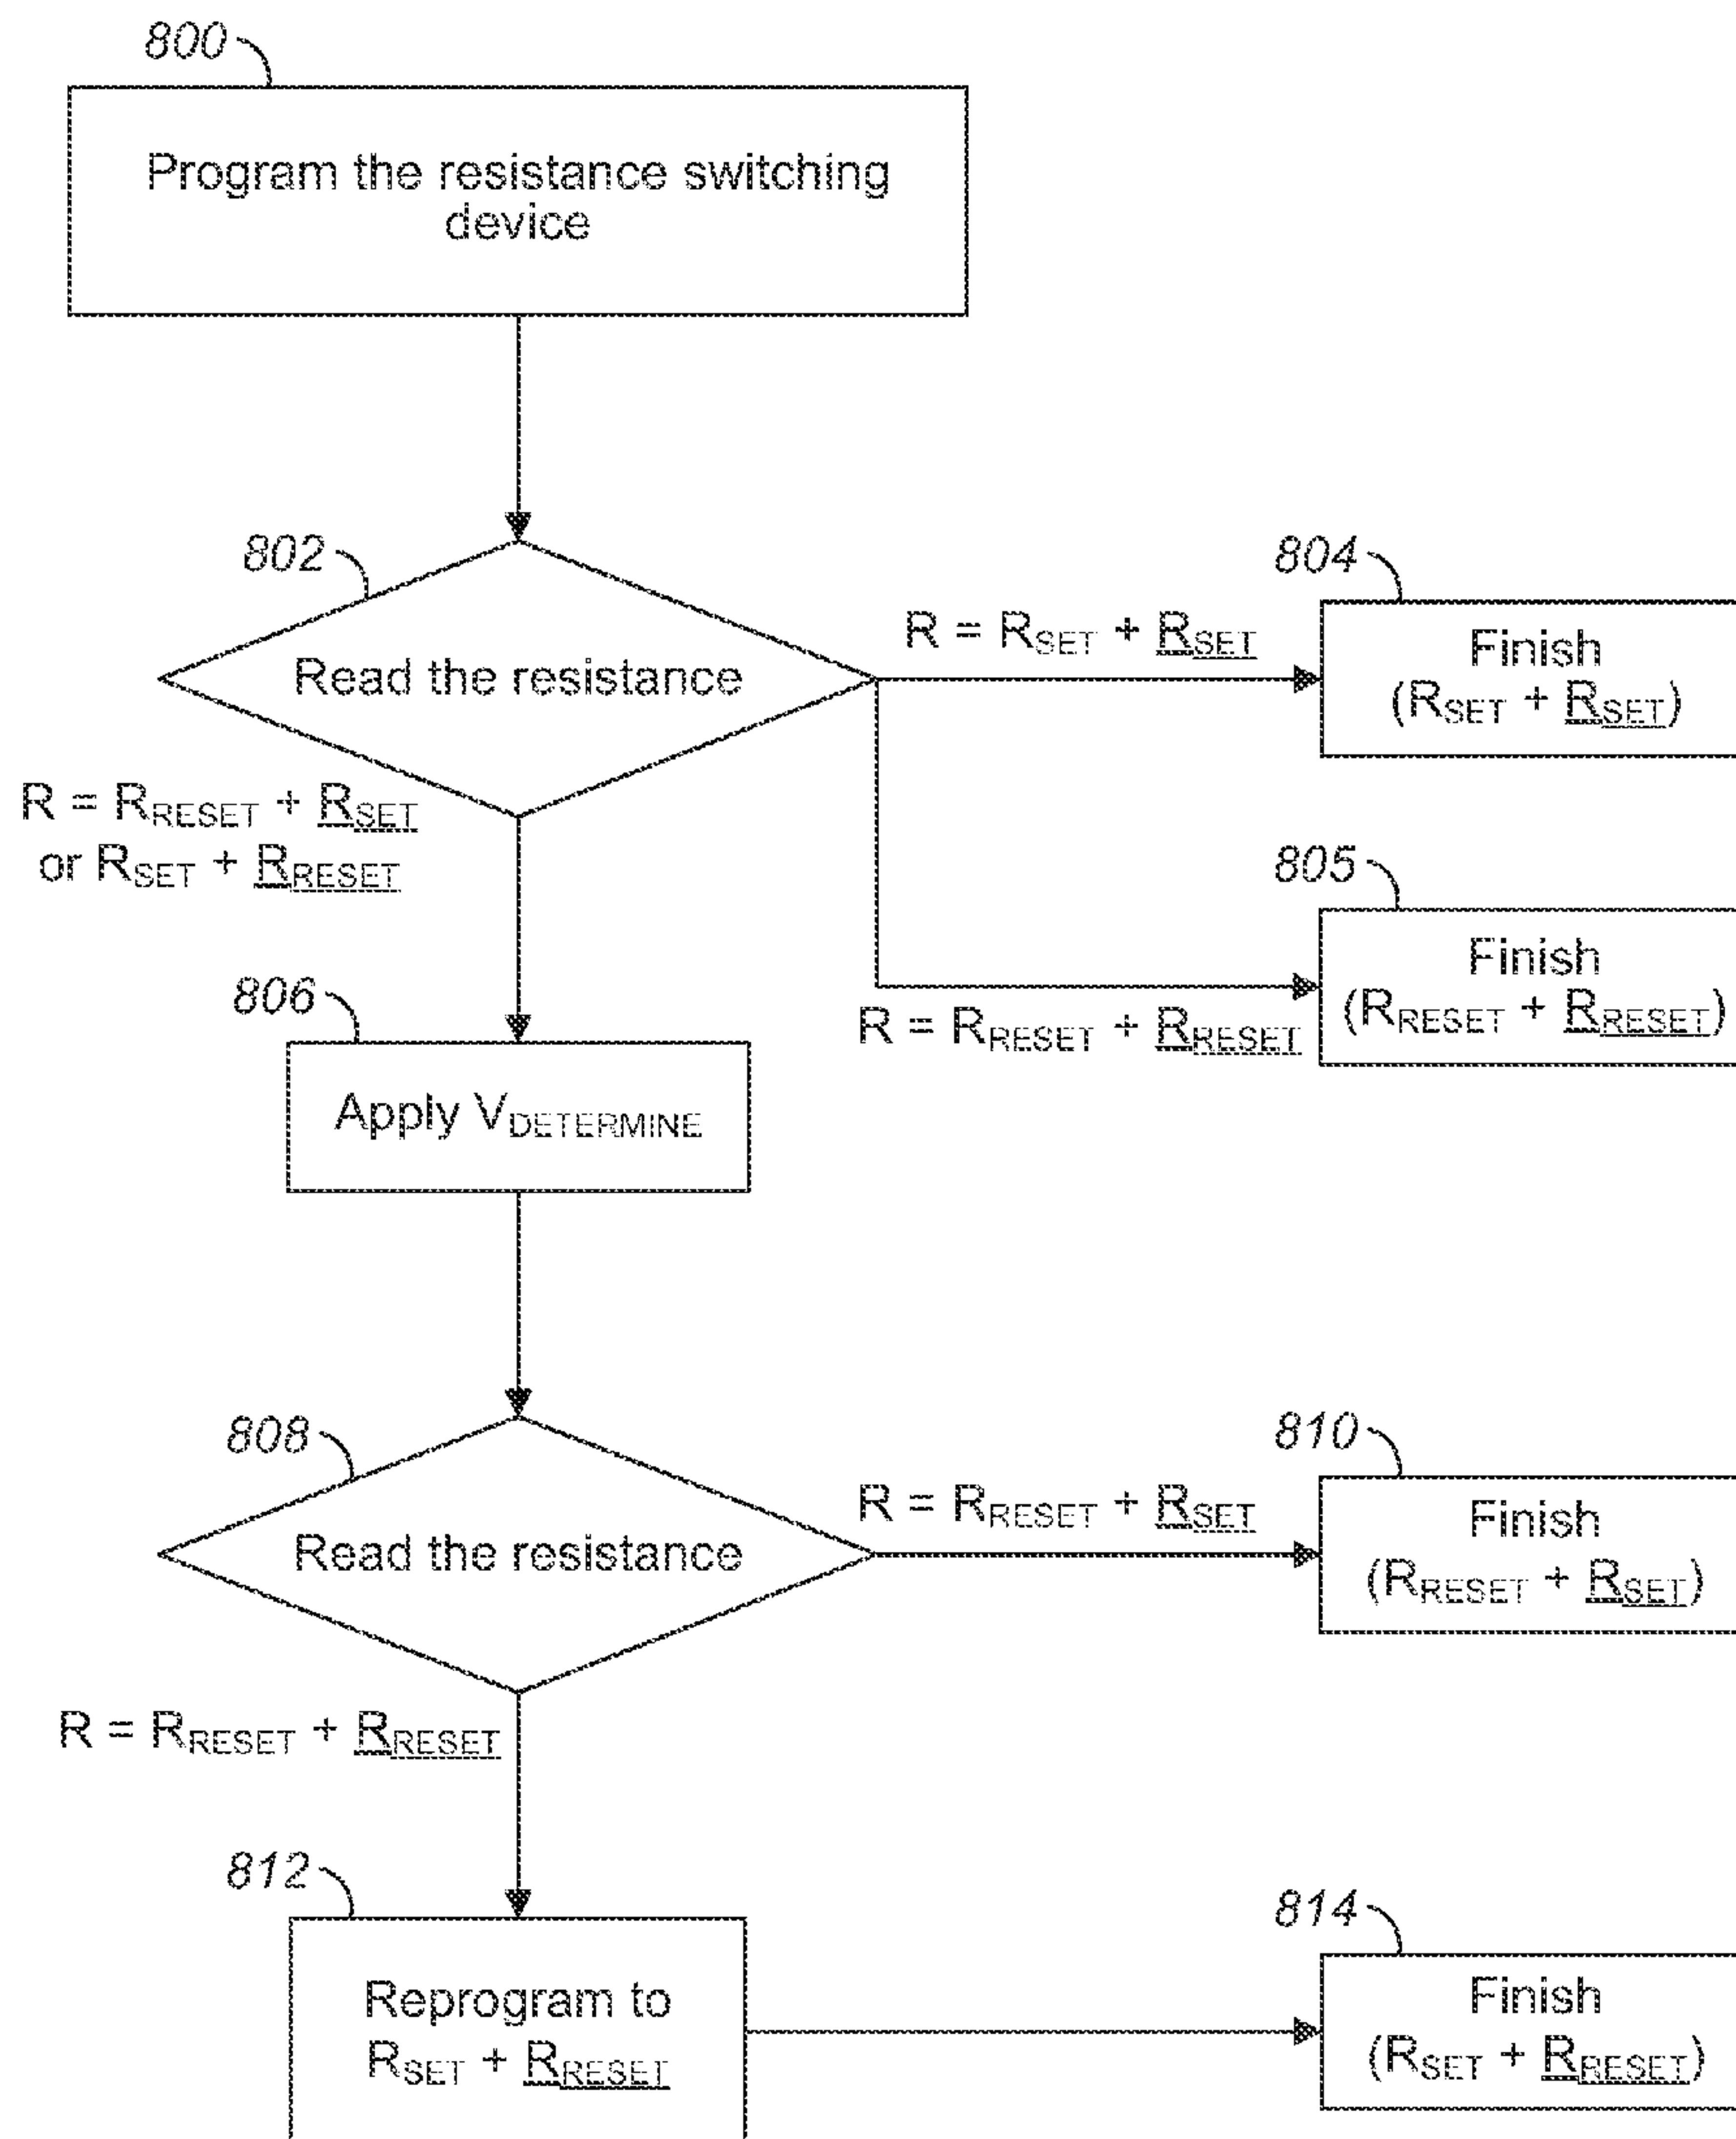 800
Program the resistance switching
device
802
Read the resistance
R = RSET + RSET
804
Finish
(RSET + RSET)
R = RRESET + RSET
or RSET + RRESET
805
Finish
(RRESET + RRESET)
R = RRESET + RRESET
806
Apply VDETERMINE
808
Read the resistance
R = RRESET + RSET
810
Finish
(RRESET + RSET)
R = RRESET + RRESET
812
Reprogram to
RSET + RRESET
814
Finish
(RSET + RRESET)